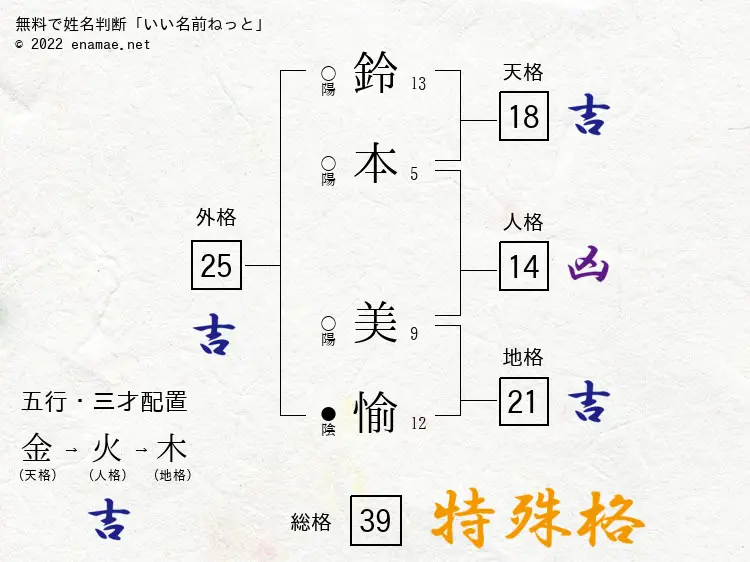 無料で姓名判断「いい名前ねっと」
© 2022 enamae.net
○陽 鈴 13
天格
18 吉
○陽 本 5
外格
25
吉
人格
14 凶
○陽 美 9
地格
21 吉
●陰 愉 12
五行・三才配置
金 → 火 → 木
(天格) (人格) (地格)
吉
総格 39 特殊格